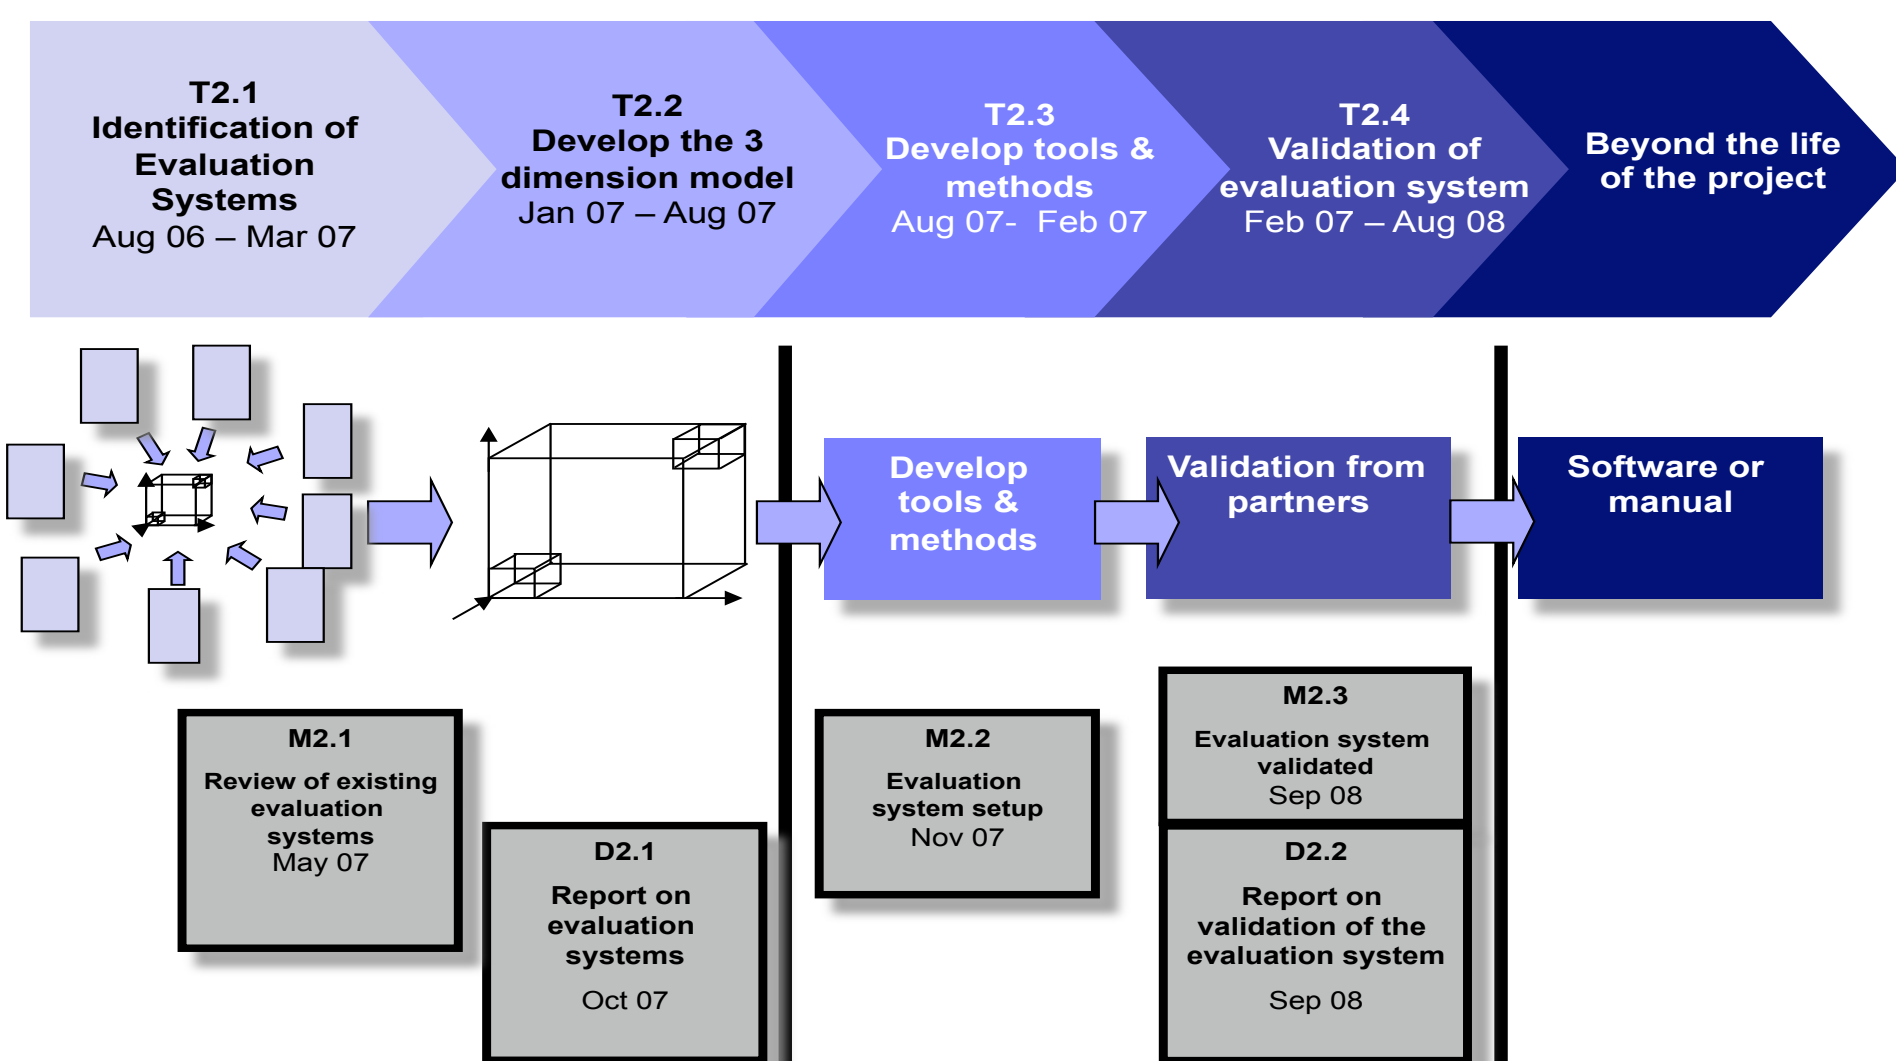 T2.1
Identification of
Evaluation
Systems
Aug 06 – Mar 07
T2.2
Develop the 3
dimension model
Jan 07 – Aug 07
T2.3
Develop tools &
methods
Aug 07-  Feb 07
T2.4
Validation of
evaluation system
Feb 07 – Aug 08
Beyond the life
of the project
Develop
tools &
methods
Validation from
partners
Software or
manual
M2.1
Review of existing
evaluation
systems
May 07
D2.1
Report on
evaluation
systems
Oct 07
M2.2
Evaluation
system setup
Nov 07
M2.3
Evaluation system
validated
Sep 08
D2.2
Report on
validation of the
evaluation system
Sep 08